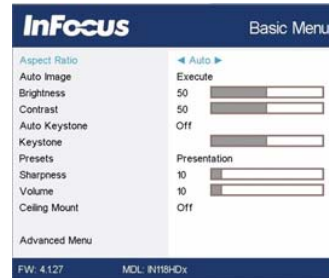 InFocus Basic Menu
Aspect Ratio ◄ Auto ►
Auto Image Execute
Brightness 50
Contrast 50
Auto Keystone Off
Keystone
Presets Presentation
Sharpness 10
Volume 10
Ceiling Mount Off
Advanced Menu
FW: 4.127 MDL: IN118HDx